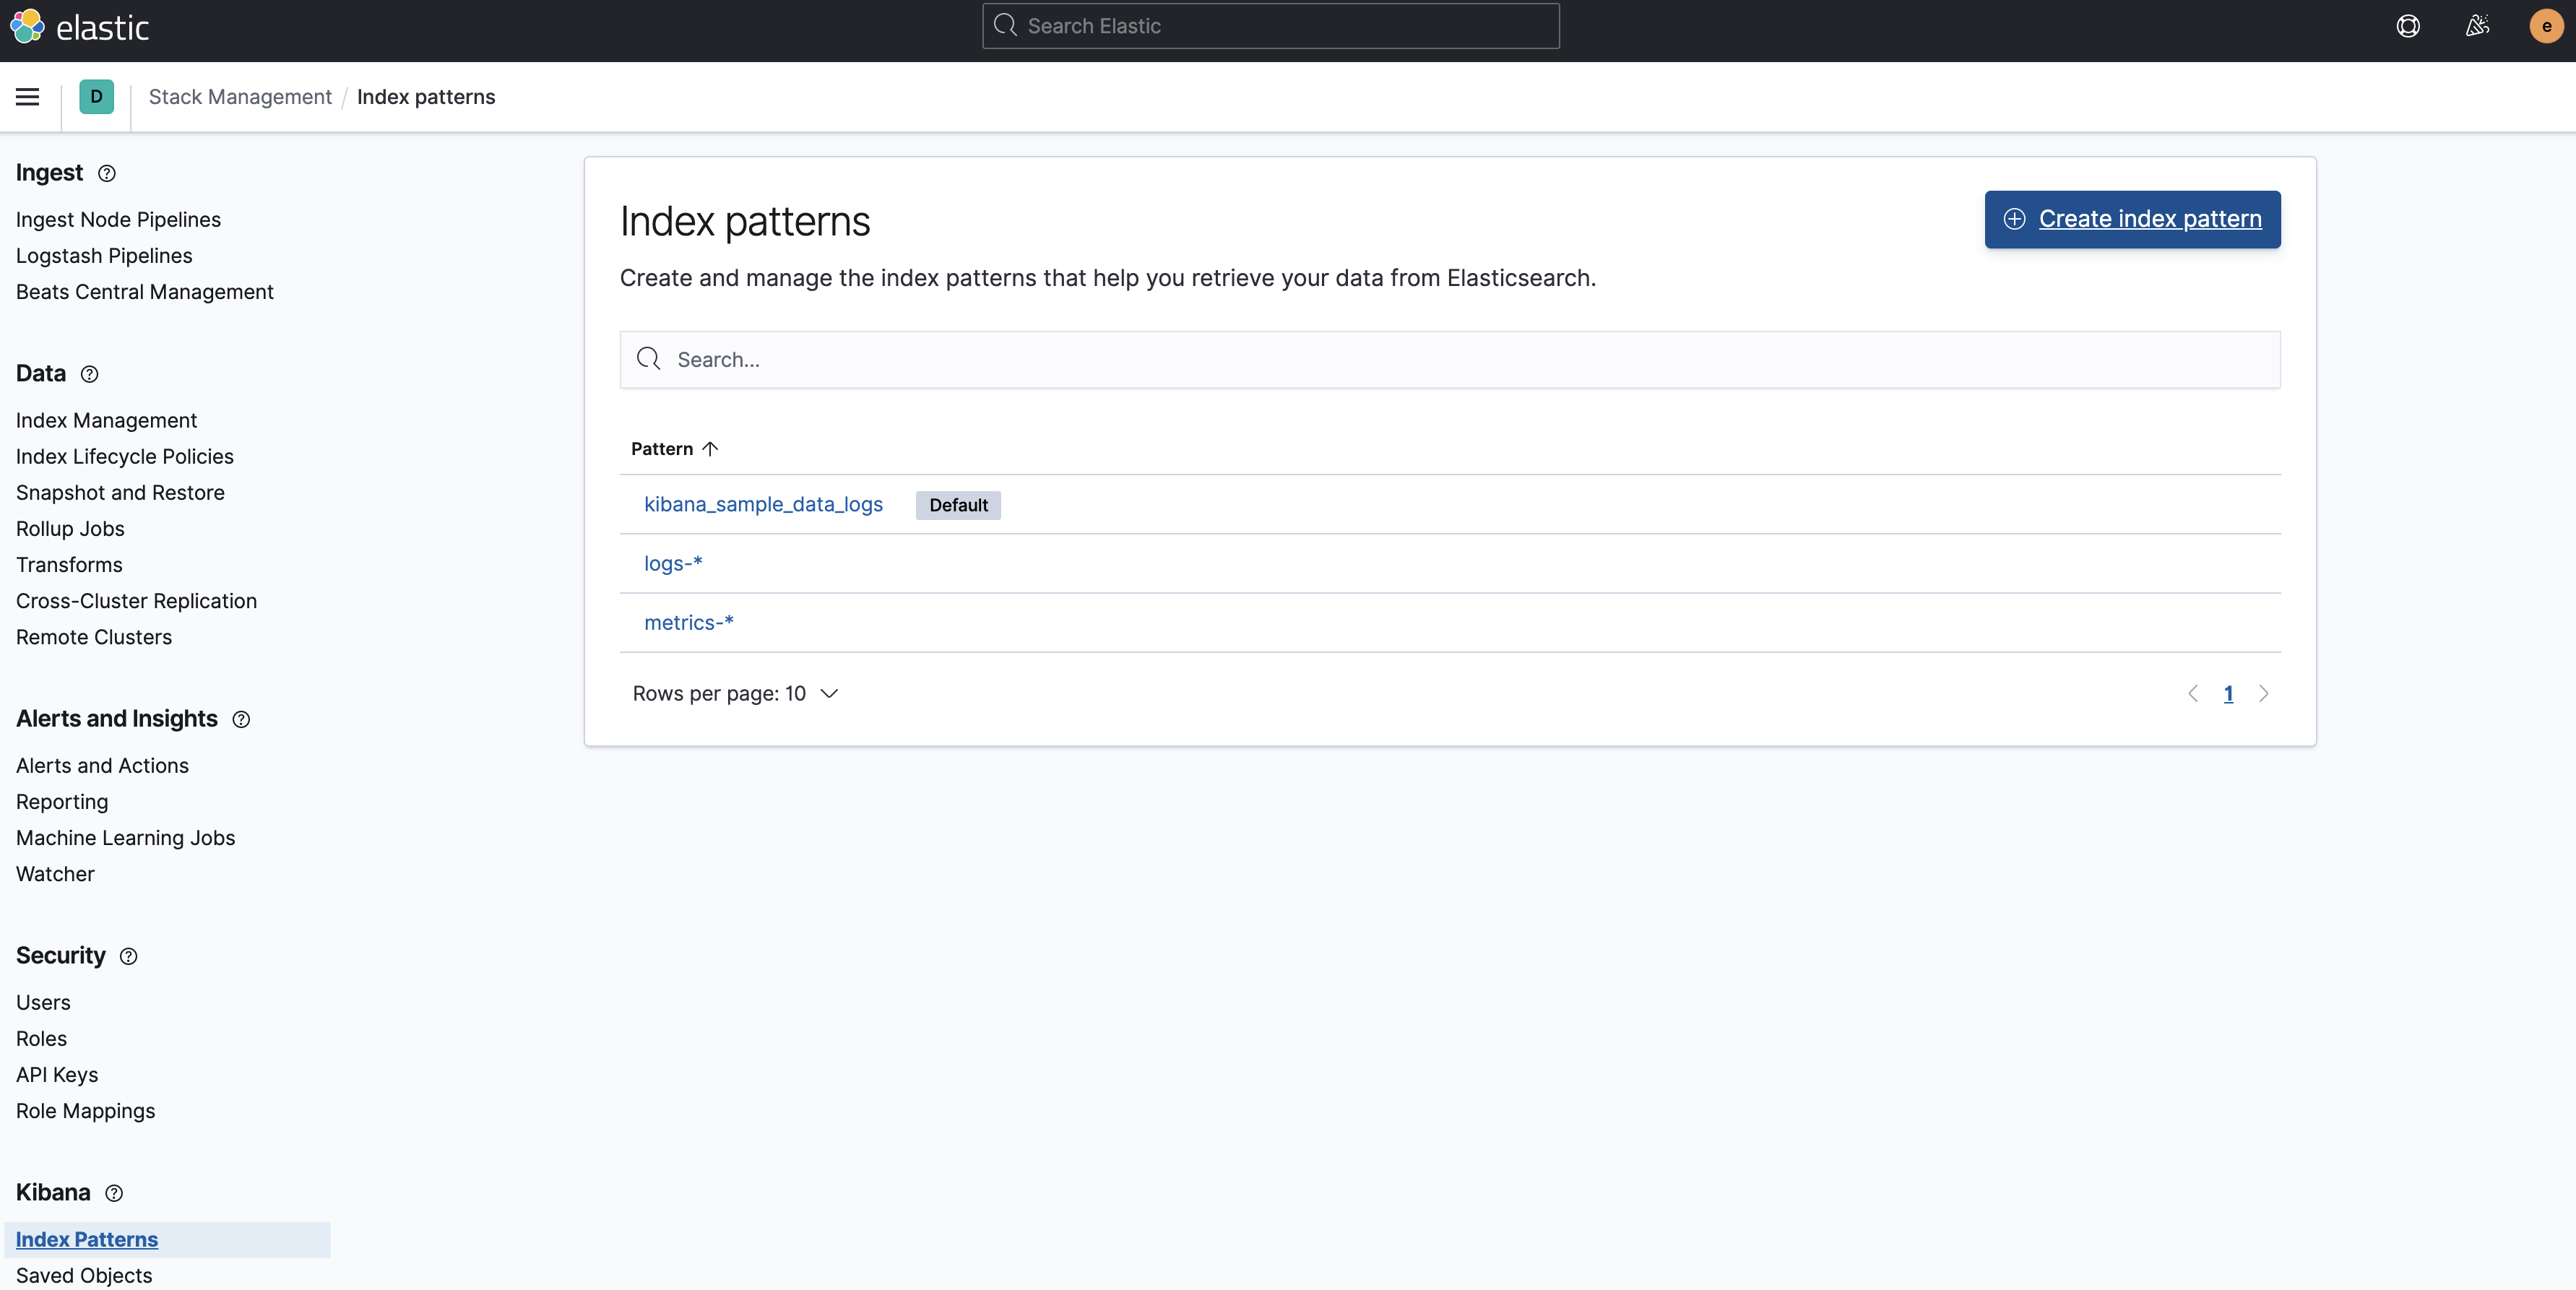 elastic
Search Elastic
e
D
Stack Management / Index patterns
Ingest
Ingest Node Pipelines
Logstash Pipelines
Beats Central Management
Data
Index Management
Index Lifecycle Policies
Snapshot and Restore
Rollup Jobs
Transforms
Cross-Cluster Replication
Remote Clusters
Alerts and Insights
Alerts and Actions
Reporting
Machine Learning Jobs
Watcher
Security
Users
Roles
API Keys
Role Mappings
Kibana
Index Patterns
Saved Objects
Index patterns
Create index pattern
Create and manage the index patterns that help you retrieve your data from Elasticsearch.
Search...
Pattern
kibana_sample_data_logs Default
logs-*
metrics-*
Rows per page: 10
1